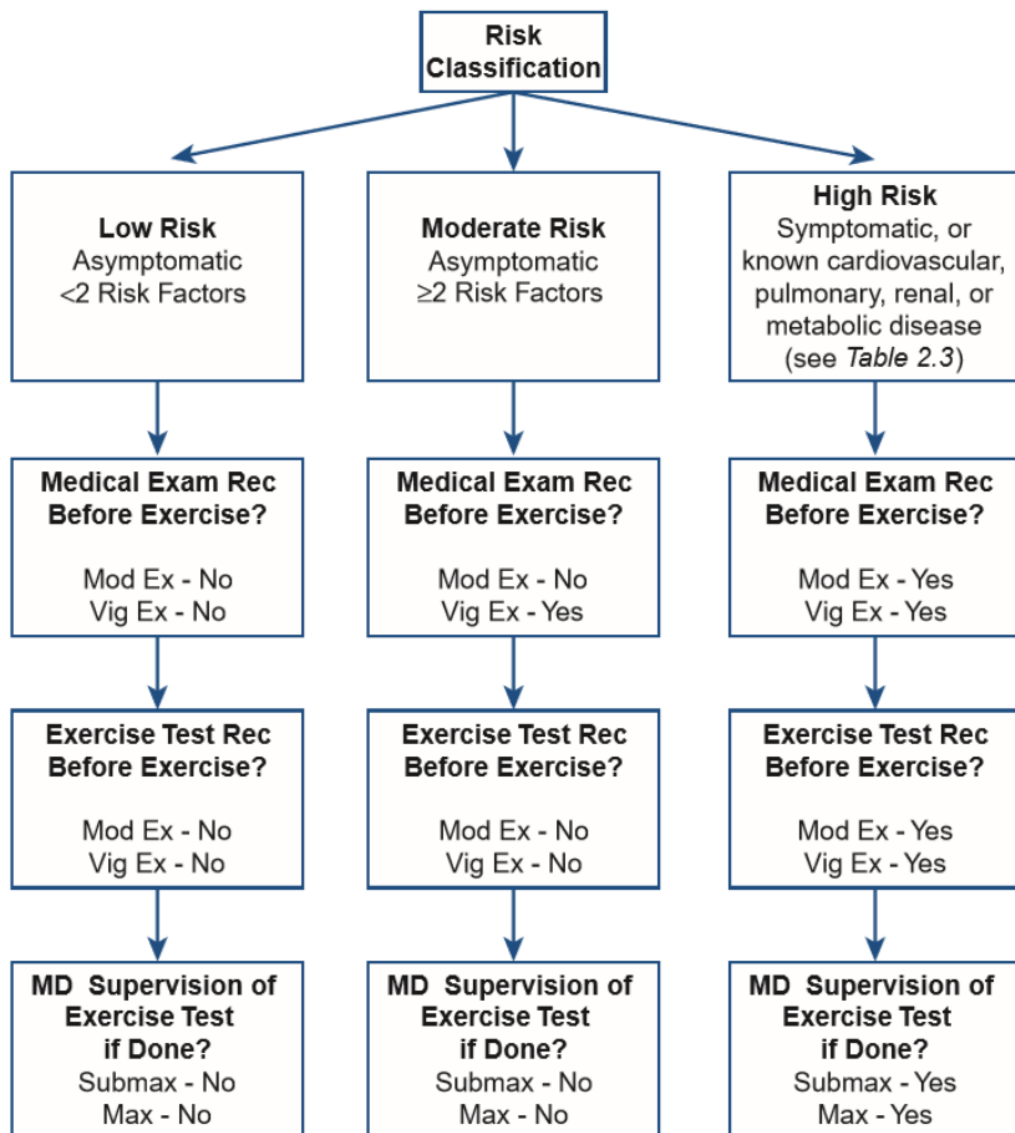 Risk
Classification
Low Risk
Asymptomatic
<2 Risk Factors
Moderate Risk
Asymptomatic
≥2 Risk Factors
High Risk
Symptomatic, or
known cardiovascular,
pulmonary, renal, or
metabolic disease
(see Table 2.3)
Medical Exam Rec
Before Exercise?
Mod Ex - No
Vig Ex - No
Medical Exam Rec
Before Exercise?
Mod Ex - No
Vig Ex - Yes
Medical Exam Rec
Before Exercise?
Mod Ex - Yes
Vig Ex - Yes
Exercise Test Rec
Before Exercise?
Mod Ex - No
Vig Ex - No
Exercise Test Rec
Before Exercise?
Mod Ex - No
Vig Ex - No
Exercise Test Rec
Before Exercise?
Mod Ex - Yes
Vig Ex - Yes
MD Supervision of
Exercise Test
if Done?
Submax - No
Max - No
MD Supervision of
Exercise Test
if Done?
Submax - No
Max - No
MD Supervision of
Exercise Test
if Done?
Submax - Yes
Max - Yes